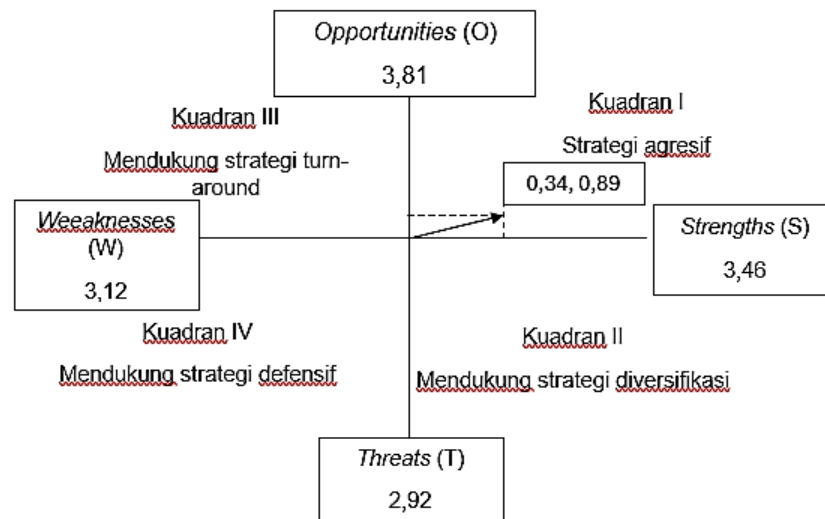 Opportunities (O)
3,81
Kuadran III
Mendukung strategi turn-
around
Kuadran I
Strategi agresif
0,34, 0,89
Weeaknesses
(W)
3,12
Strengths (S)
3,46
Kuadran IV
Mendukung strategi defensif
Kuadran II
Mendukung strategi diversifikasi
Threats (T)
2,92